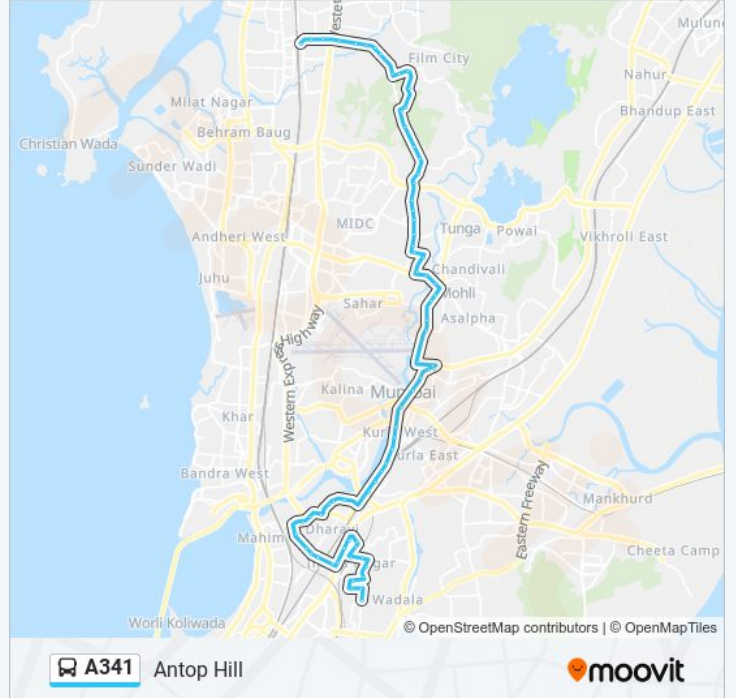 Wester
Mulund
Film City
Nahur
Milat Nagar
Bhandup East
Behram Baug
Christian Wada
Sunder Wadi
MIDC
Tunga
Powai
Vikhroli East
Andheri West
Chandivali
Juhu
Mohli
Sahar
Asalpha
Western Express Highway
Kalina
Mumbai
Khar
Kurla West
Kurla East
Bandra West
Eastern Freeway
Mankhurd
Dharavi
Mahim
Cheeta Camp
Wadala
Worli Koliwada
© OpenStreetMap contributors | © OpenMapTiles
A341
Antop Hill
moovit